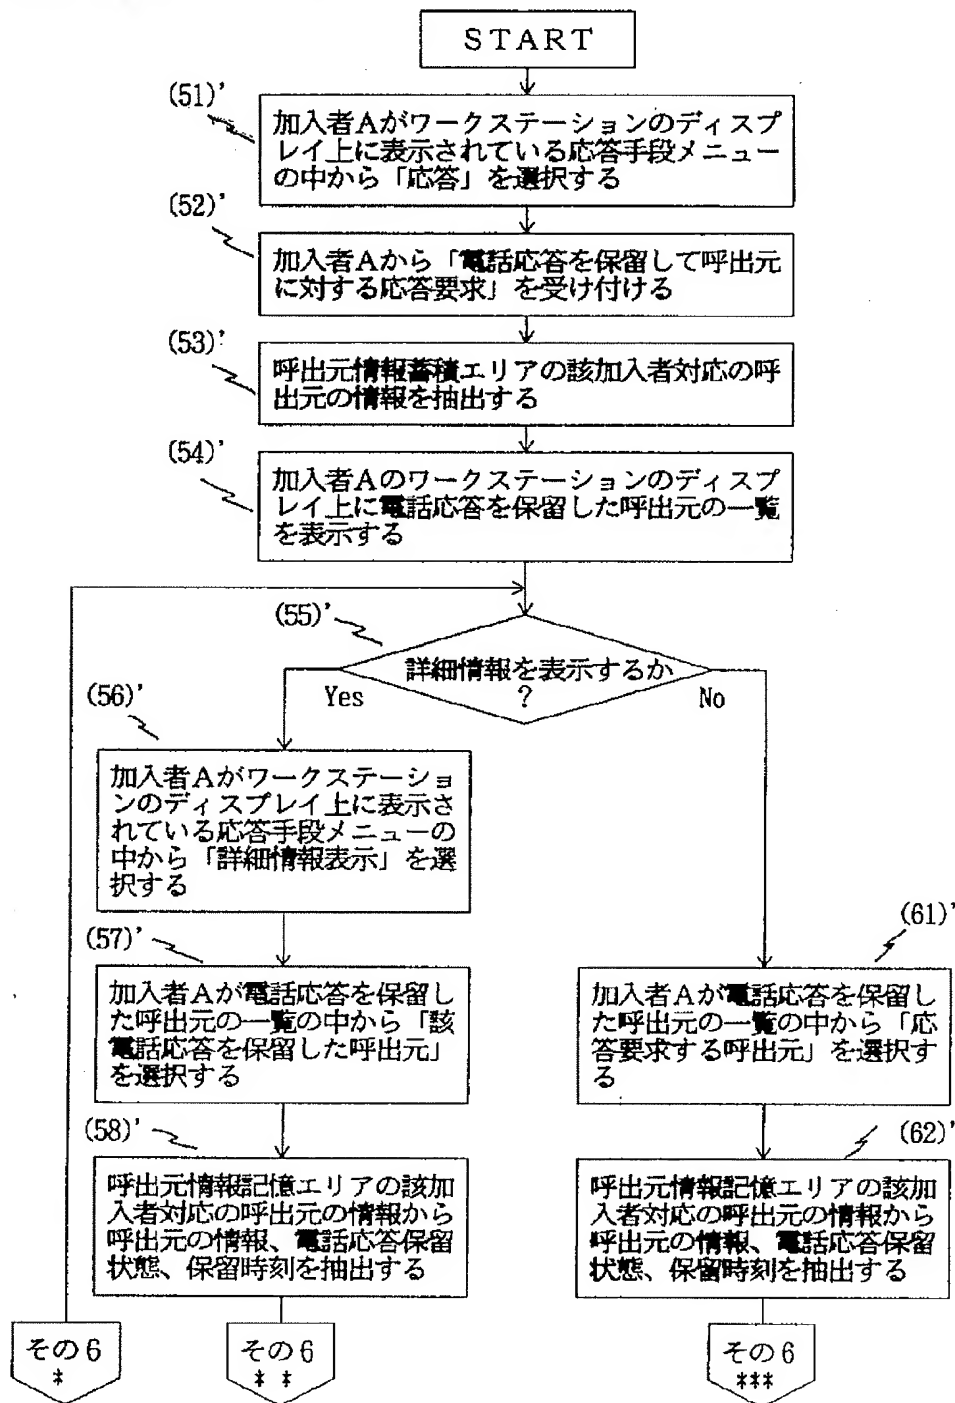 START
(51)'
加入者Aがワークステーションのディスプ
レイ上に表示されている応答手段メニュー
の中から「応答」を選択する
(52)'
加入者Aから「電話応答を保留して呼出元
に対する応答要求」を受け付ける
(53)'
呼出元情報蓄積エリアの該加入者対応の呼
出元の情報を抽出する
(54)'
加入者Aのワークステーションのディスプ
レイ上に電話応答を保留した呼出元の一覧
を表示する
(55)'
詳細情報を表示するか
?
Yes
No
(56)'
加入者Aがワークステーショ
ンのディスプレイ上に表示さ
れている応答手段メニューの
中から「詳細情報表示」を選
択する
(57)'
加入者Aが電話応答を保留し
た呼出元の一覧の中から「該
電話応答を保留した呼出元」
を選択する
(58)'
呼出元情報記憶エリアの該加
入者対応の呼出元の情報から
呼出元の情報、電話応答保留
状態、保留時刻を抽出する
(61)'
加入者Aが電話応答を保留し
た呼出元の一覧の中から「応
答要求する呼出元」を選択す
る
(62)'
呼出元情報記憶エリアの該加
入者対応の呼出元の情報から
呼出元の情報、電話応答保留
状態、保留時刻を抽出する
その6
*
その6
* *
その6
***